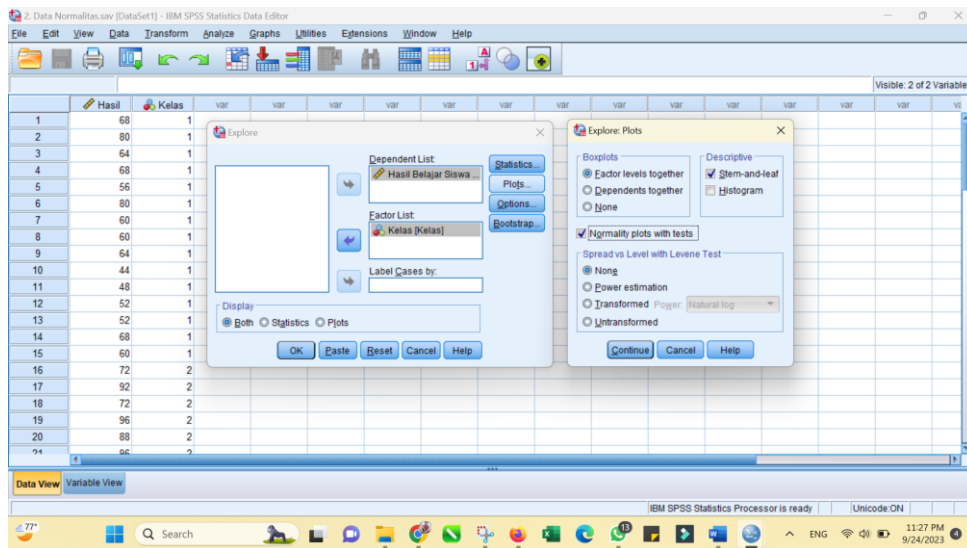 2. Data Normalitas.sav [DataSet1] - IBM SPSS Statistics Data Editor
File Edit View Data Transform Analyze Graphs Utilities Extensions Window Help
Visible: 2 of 2 Variable
Hasil Kelas var var var var var var var var var var var var var
1 68 1
2 80 1
3 64 1
4 68 1
5 56 1
6 80 1
7 60 1
8 60 1
9 64 1
10 44 1
11 48 1
12 52 1
13 52 1
14 68 1
15 60 1
16 72 2
17 92 2
18 72 2
19 96 2
20 88 2
21 96 2
Explore
Dependent List:
Hasil Belajar Siswa ...
Factor List:
Kelas [Kelas]
Label Cases by:
Statistics...
Plots...
Options...
Bootstrap...
Display
Both Statistics Plots
OK Paste Reset Cancel Help
Explore: Plots
Boxplots
Factor levels together
Dependents together
None
Descriptive
Stem-and-leaf
Histogram
Normality plots with tests
Spread vs Level with Levene Test
None
Power estimation
Transformed Power: Natural log
Untransformed
Continue Cancel Help
Data View Variable View
IBM SPSS Statistics Processor is ready Unicode:ON
77°
Search
ENG
11:27 PM
9/24/2023